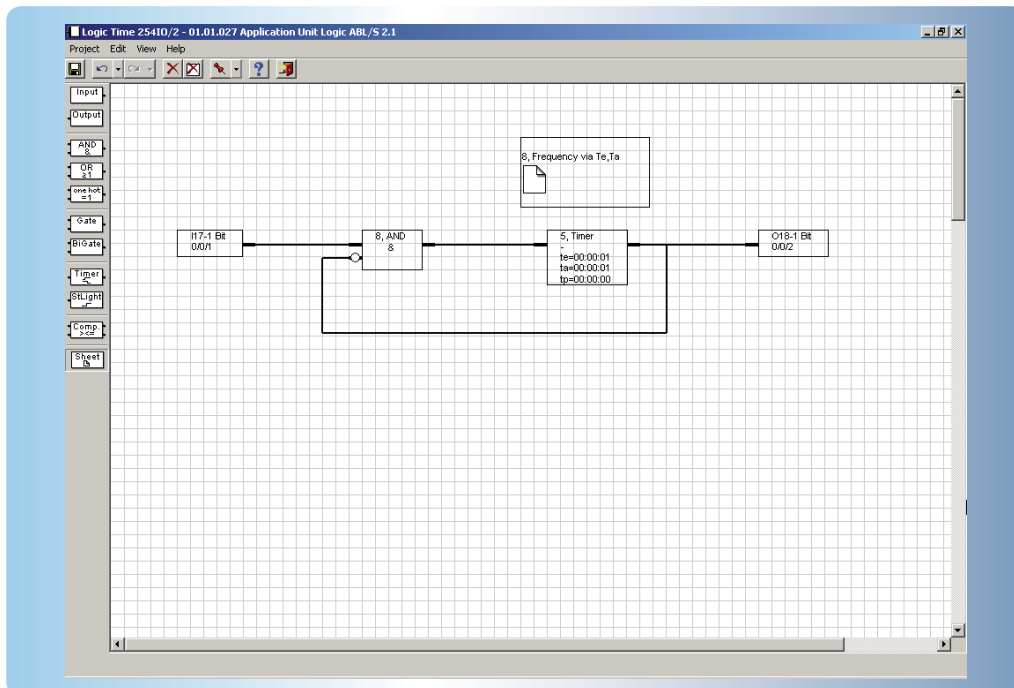 Logic Time 254IO/2 - 01.01.027 Application Unit Logic ABL/S 2.1
Project Edit View Help
Input
Output
AND
&
OR
≥1
one hot
=1
Gate
BiGate
Timer
StLight
Comp.
><=
Sheet
8, Frequency via Te,Ta
I17-1 Bit
0/0/1
8, AND
&
5, Timer
-
te=00:00:01
ta=00:00:01
tp=00:00:00
O18-1 Bit
0/0/2